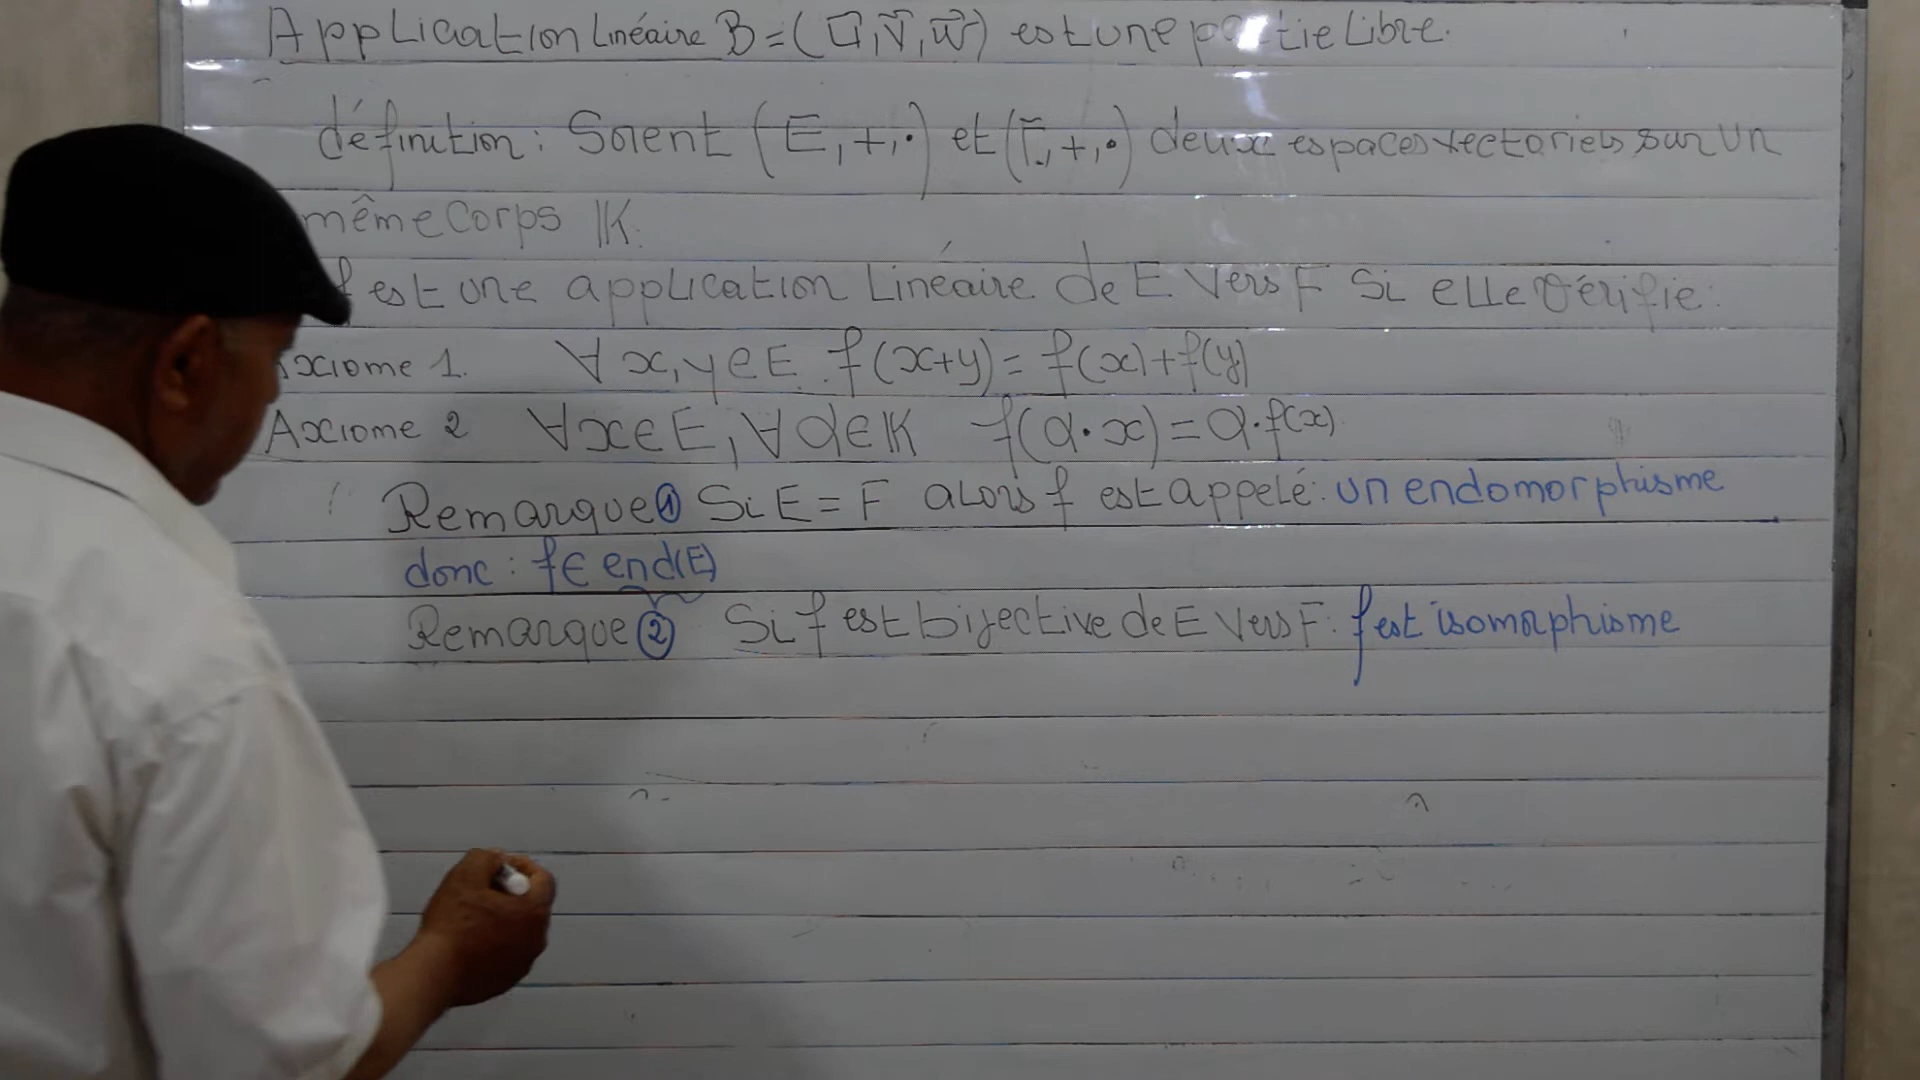 Application Linéaire B=(U⃗,V⃗,W⃗) est une partie Libre.
définition: Soient (E,+,•) et (F,+,•) deux espaces vectoriels sur un
même Corps IK.
f est une application Linéaire de E vers F Si elle vérifie:
Axiome 1. ∀x,y∈E. f(x+y)=f(x)+f(y)
Axiome 2 ∀x∈E, ∀α∈IK f(α•x)=α•f(x)
Remarque ① Si E=F alors f est appelé: un endomorphisme
donc: f∈end(E)
Remarque ② Si f est bijective de E vers F: f est isomorphisme